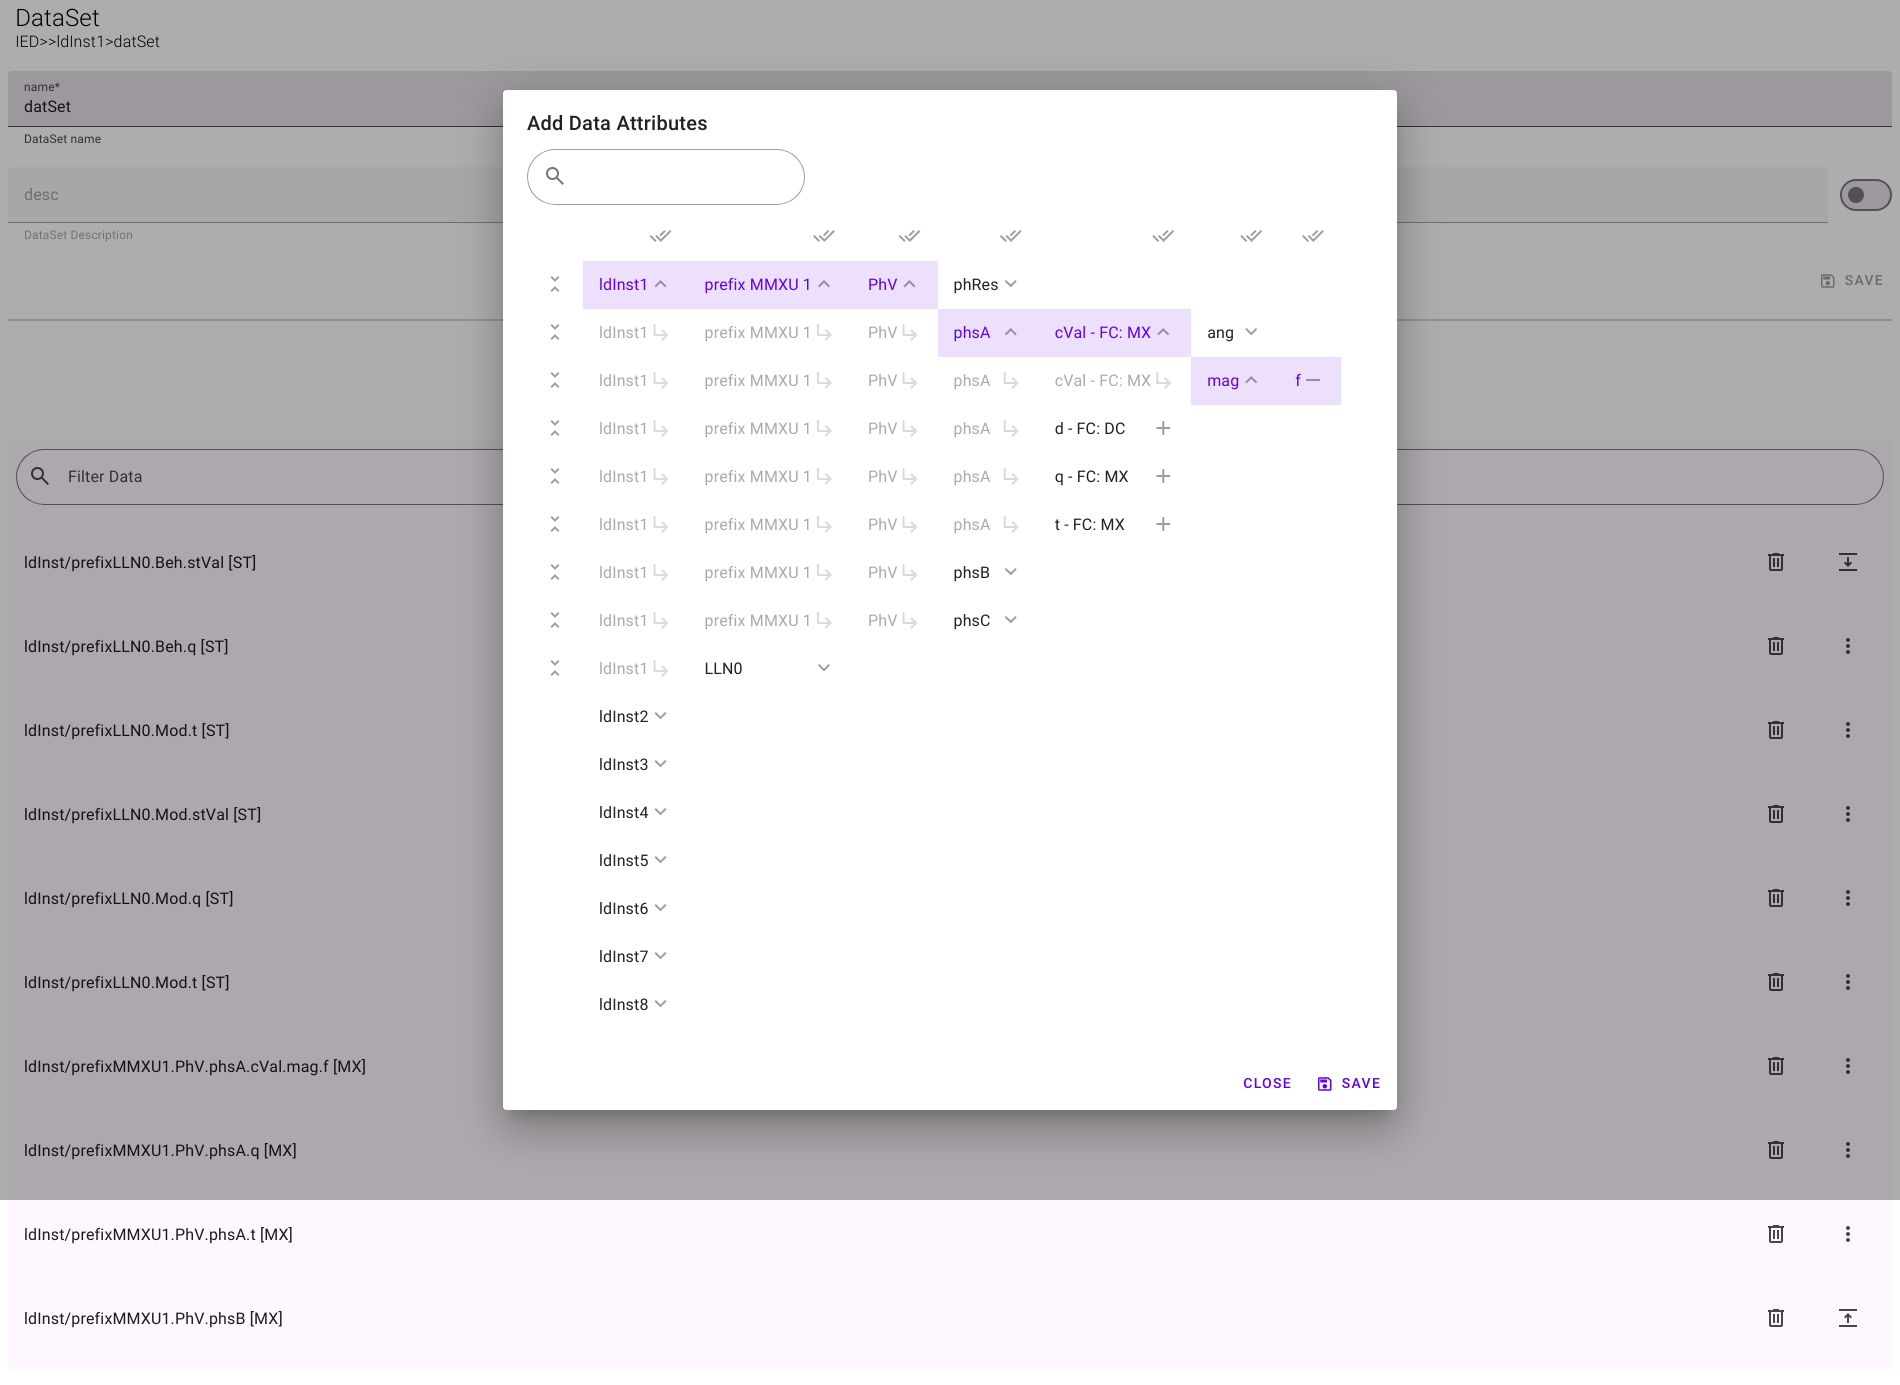 DataSet
IED>>ldInst1>datSet
name*
datSet
DataSet name
desc
DataSet Description
SAVE
Filter Data
ldInst/prefixLLN0.Beh.stVal [ST]
ldInst/prefixLLN0.Beh.q [ST]
ldInst/prefixLLN0.Mod.t [ST]
ldInst/prefixLLN0.Mod.stVal [ST]
ldInst/prefixLLN0.Mod.q [ST]
ldInst/prefixLLN0.Mod.t [ST]
ldInst/prefixMMXU1.PhV.phsA.cVal.mag.f [MX]
ldInst/prefixMMXU1.PhV.phsA.q [MX]
ldInst/prefixMMXU1.PhV.phsA.t [MX]
ldInst/prefixMMXU1.PhV.phsB [MX]
Add Data Attributes
ldInst1 prefix MMXU 1 PhV phRes
ldInst1 prefix MMXU 1 PhV phsA cVal - FC: MX ang
ldInst1 prefix MMXU 1 PhV phsA cVal - FC: MX mag f
ldInst1 prefix MMXU 1 PhV phsA d - FC: DC
ldInst1 prefix MMXU 1 PhV phsA q - FC: MX
ldInst1 prefix MMXU 1 PhV phsA t - FC: MX
ldInst1 prefix MMXU 1 PhV phsB
ldInst1 prefix MMXU 1 PhV phsC
ldInst1 LLN0
ldInst2
ldInst3
ldInst4
ldInst5
ldInst6
ldInst7
ldInst8
CLOSE SAVE